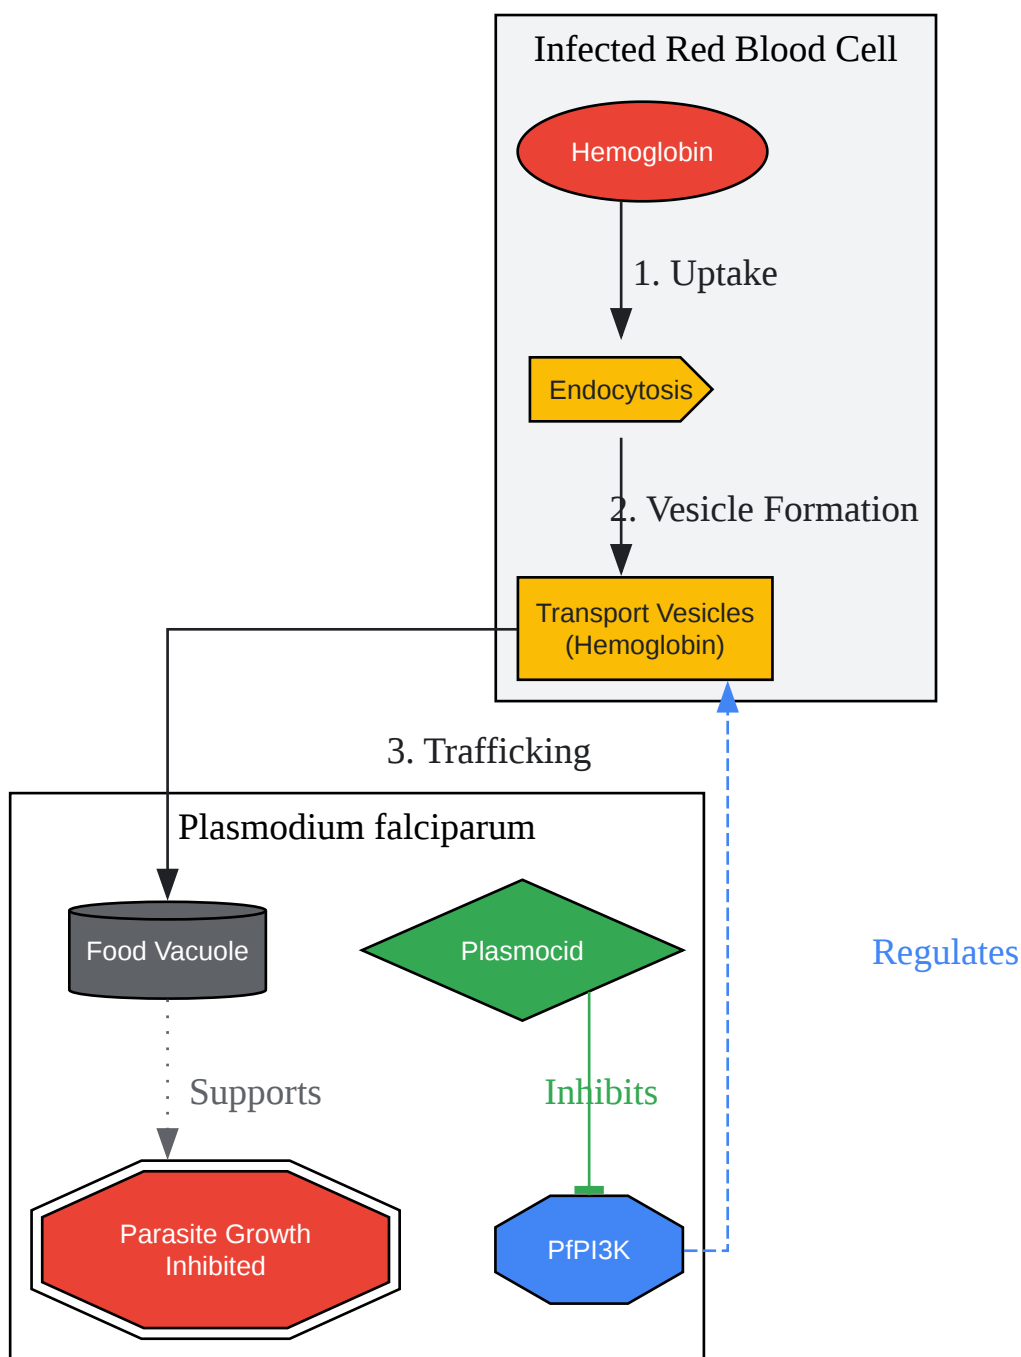 Infected Red Blood Cell
Hemoglobin
1. Uptake
Endocytosis
2. Vesicle Formation
Transport Vesicles
(Hemoglobin)
3. Trafficking
Plasmodium falciparum
Food Vacuole
Plasmocid
Regulates
Supports
Inhibits
Parasite Growth
Inhibited
PfPI3K